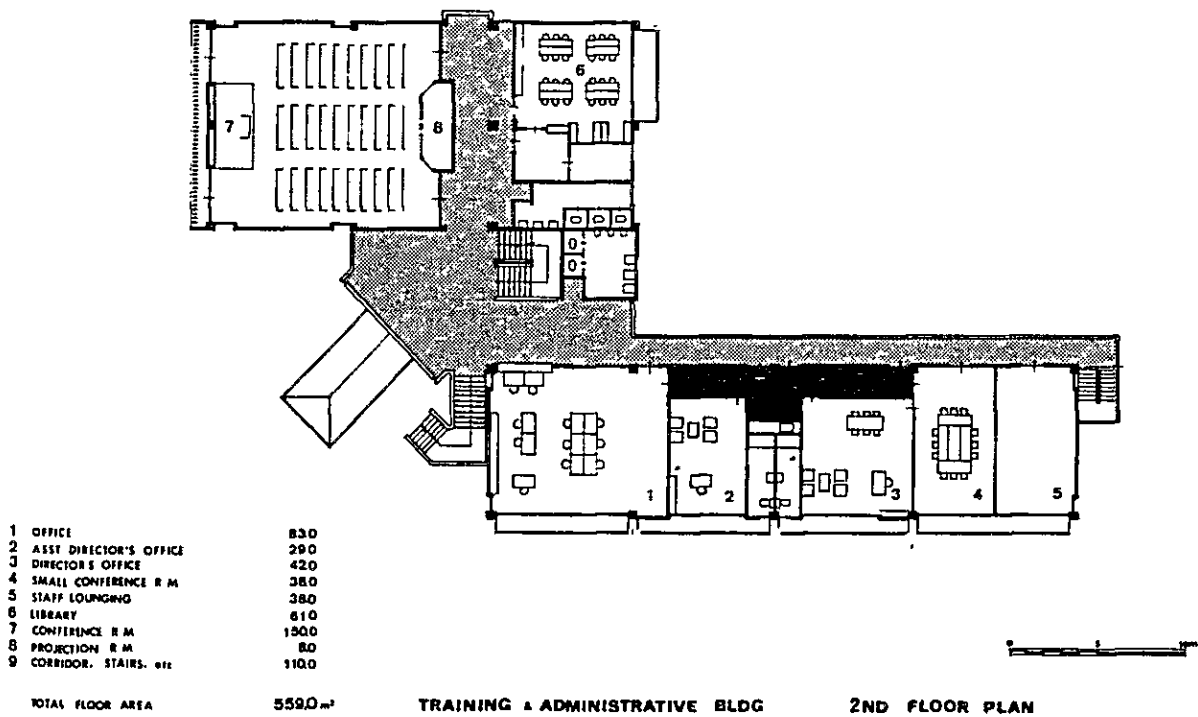 6
7
8
1
2
3
4
5
1 OFFICE 83.0
2 ASST DIRECTOR'S OFFICE 29.0
3 DIRECTOR'S OFFICE 42.0
4 SMALL CONFERENCE R M 38.0
5 STAFF LOUNGING 38.0
6 LIBRARY 61.0
7 CONFERENCE R M 150.0
8 PROJECTION R M 8.0
9 CORRIDOR, STAIRS, etc 110.0
0 5
TOTAL FLOOR AREA 559.0 m² TRAINING & ADMINISTRATIVE BLDG 2ND FLOOR PLAN